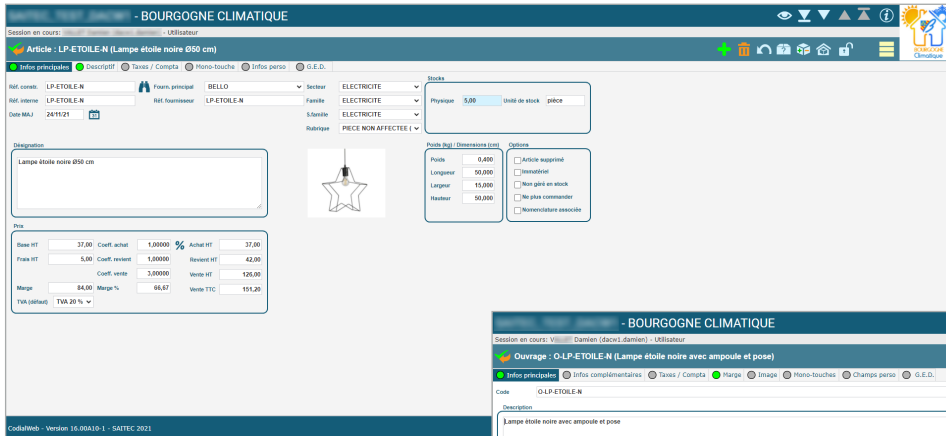 - BOURGOGNE CLIMATIQUE
Session en cours: - Utilisateur
Article : LP-ETOILE-N (Lampe étoile noire Ø60 cm)
BOURGOGNE
Climatique
Infos principales Descriptif Taxes / Compta Mono-touche Infos perso G.E.D.
Réf. constr. LP-ETOILE-N Fourn. principal BELLO Secteur ELECTRICITE
Réf. interne LP-ETOILE-N Réf. fournisseur LP-ETOILE-N Famille ELECTRICITE
Date MAJ 24/11/21 S.famille ELECTRICITE
Rubrique PIECE NON AFFECTEE (
Stocks
Physique 5,00 Unité de stock pièce
Désignation
Lampe étoile noire Ø50 cm
Poids (kg) / Dimensions (cm)
Poids 0,400
Longueur 50,000
Largeur 15,000
Hauteur 50,000
Options
Article supprimé
Immatériel
Non géré en stock
Ne plus commander
Nomenclature associée
Prix
Base HT 37,00 Coeff. achat 1,00000 % Achat HT 37,00
Frais HT 5,00 Coeff. revient 1,00000 Revient HT 42,00
Coeff. vente 3,00000 Vente HT 126,00
Marge 84,00 Marge % 66,67 Vente TTC 151,20
TVA (défaut) TVA 20 %
CodialWeb - Version 16.00A10-1 - SAITEC 2021
- BOURGOGNE CLIMATIQUE
Session en cours: Damien (dacw1.damien) - Utilisateur
Ouvrage : O-LP-ETOILE-N (Lampe étoile noire avec ampoule et pose)
Infos principales Infos complémentaires Taxes / Compta Marge Image Mono-touches Champs perso G.E.D.
Code O-LP-ETOILE-N
Description
Lampe étoile noire avec ampoule et pose